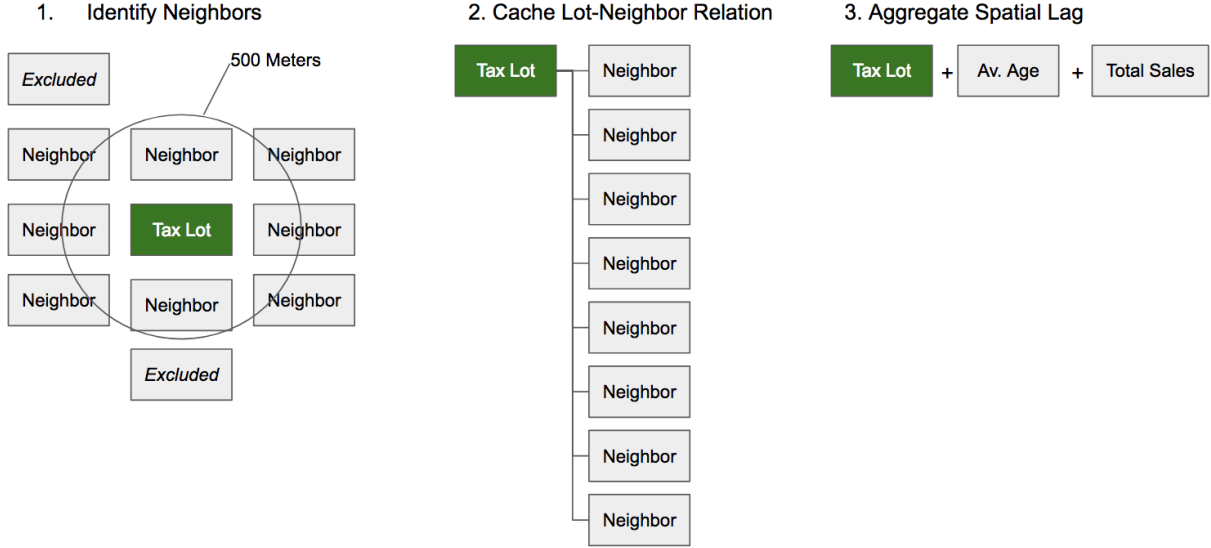 1. Identify Neighbors
500 Meters
Excluded
Neighbor
Neighbor
Neighbor
Neighbor
Tax Lot
Neighbor
Neighbor
Neighbor
Neighbor
Excluded
2. Cache Lot-Neighbor Relation
Tax Lot
Neighbor
Neighbor
Neighbor
Neighbor
Neighbor
Neighbor
Neighbor
Neighbor
3. Aggregate Spatial Lag
Tax Lot + Av. Age + Total Sales